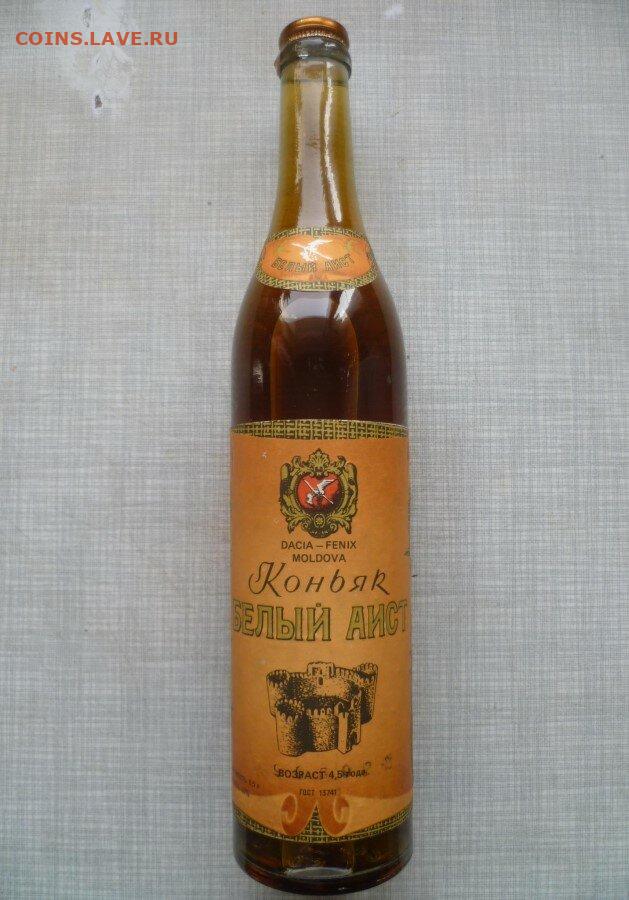 COINS.LAVE.RU
БЕЛЫЙ АИСТ
DACIA – FENIX
MOLDOVA
Коньяк
БЕЛЫЙ АИСТ
ВОЗРАСТ 4,5 года
ГОСТ 13741